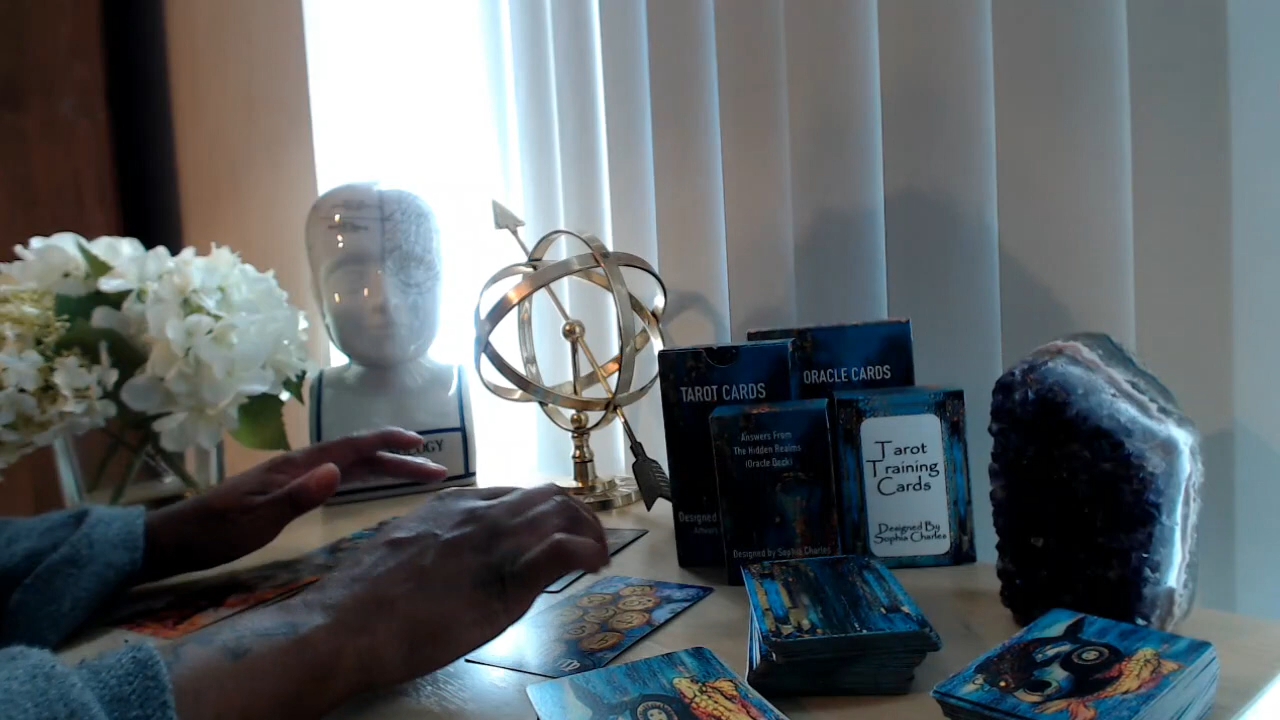 TAROT CARDS
Designed
ORACLE CARDS
Answers From
The Hidden Realms
(Oracle Deck)
Designed by Sophia Charles
Tarot
Training
Cards
Designed By
Sophia Charles